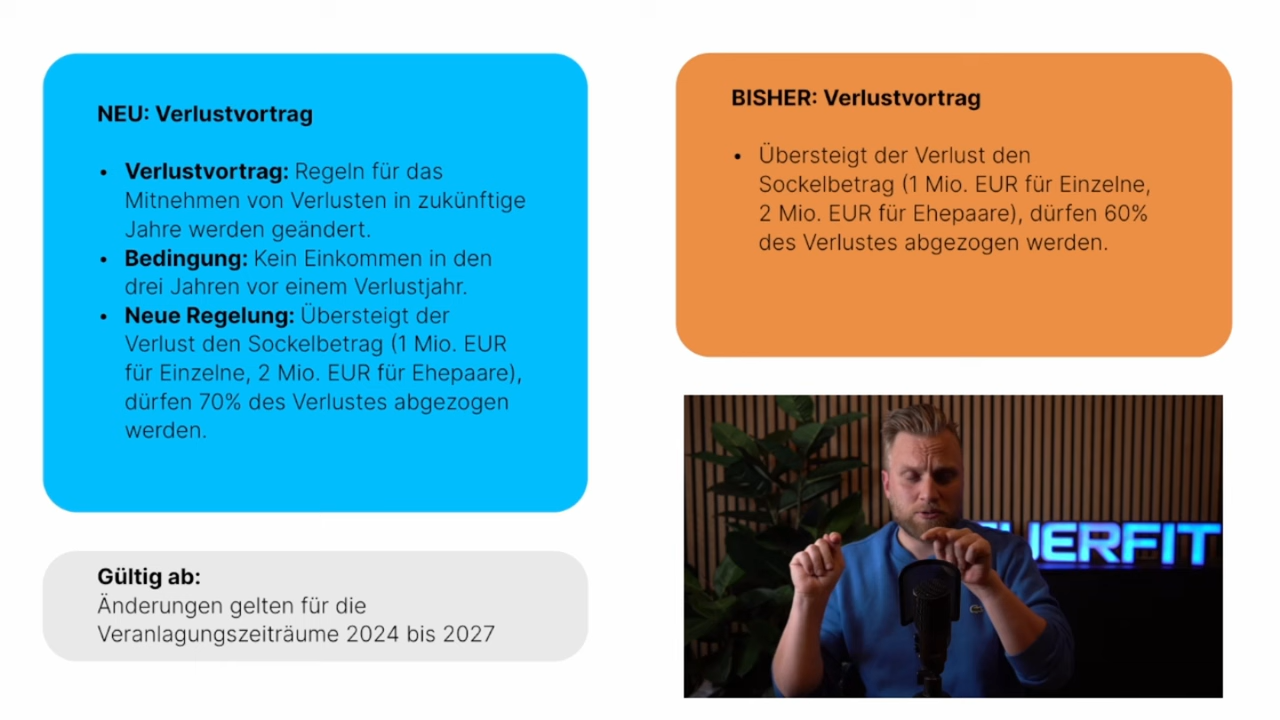 NEU: Verlustvortrag
• Verlustvortrag: Regeln für das
Mitnehmen von Verlusten in zukünftige
Jahre werden geändert.
• Bedingung: Kein Einkommen in den
drei Jahren vor einem Verlustjahr.
• Neue Regelung: Übersteigt der
Verlust den Sockelbetrag (1 Mio. EUR
für Einzelne, 2 Mio. EUR für Ehepaare),
dürfen 70% des Verlustes abgezogen
werden.
Gültig ab:
Änderungen gelten für die
Veranlagungszeiträume 2024 bis 2027
BISHER: Verlustvortrag
• Übersteigt der Verlust den
Sockelbetrag (1 Mio. EUR für Einzelne,
2 Mio. EUR für Ehepaare), dürfen 60%
des Verlustes abgezogen werden.
UERFIT